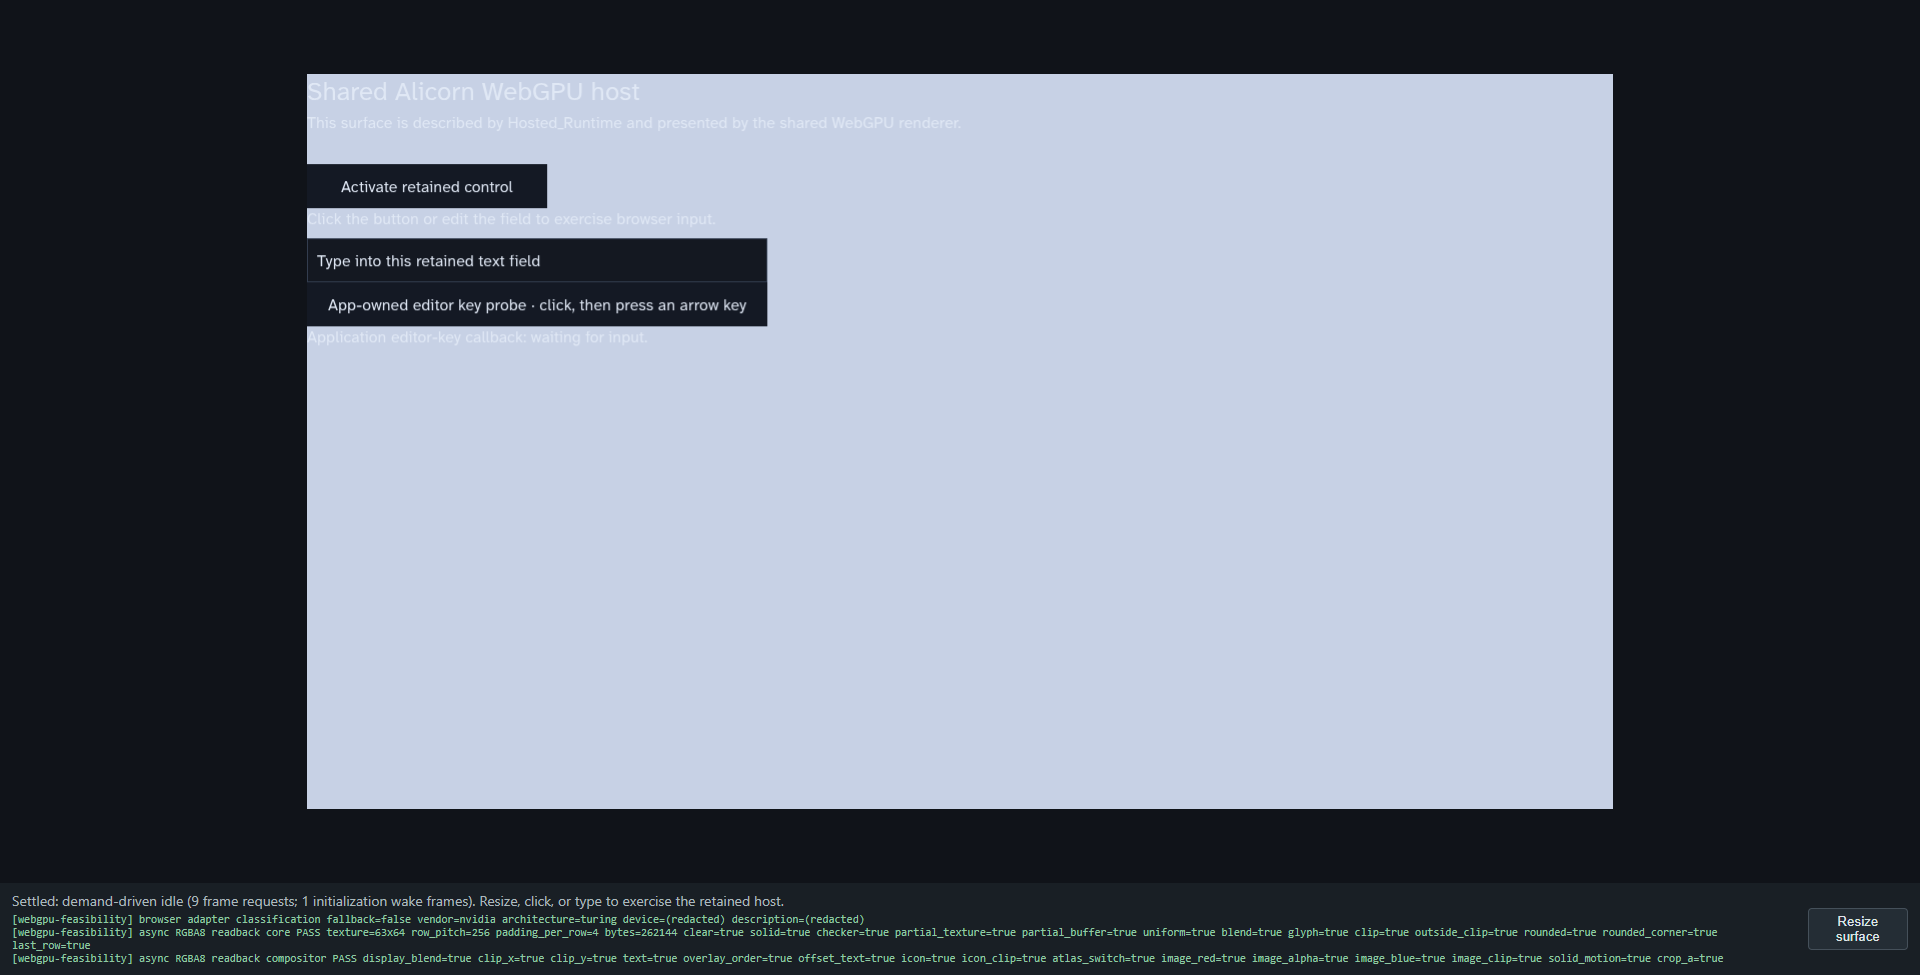 Shared Alicorn WebGPU host
This surface is described by Hosted_Runtime and presented by the shared WebGPU renderer.
Activate retained control
Click the button or edit the field to exercise browser input.
Type into this retained text field
App-owned editor key probe · click, then press an arrow key
Application editor-key callback: waiting for input.
Settled: demand-driven idle (9 frame requests; 1 initialization wake frames). Resize, click, or type to exercise the retained host.
[webgpu-feasibility] browser adapter classification fallback=false vendor=nvidia architecture=turing device=(redacted) description=(redacted)
[webgpu-feasibility] async RGBA8 readback core PASS texture=63x64 row_pitch=256 padding_per_row=4 bytes=262144 clear=true solid=true checker=true partial_texture=true partial_buffer=true uniform=true blend=true glyph=true clip=true outside_clip=true rounded=true rounded_corner=true
last_row=true
[webgpu-feasibility] async RGBA8 readback compositor PASS display_blend=true clip_x=true clip_y=true text=true overlay_order=true offset_text=true icon=true icon_clip=true atlas_switch=true image_red=true image_alpha=true image_blue=true image_clip=true solid_motion=true crop_a=true
Resize
surface